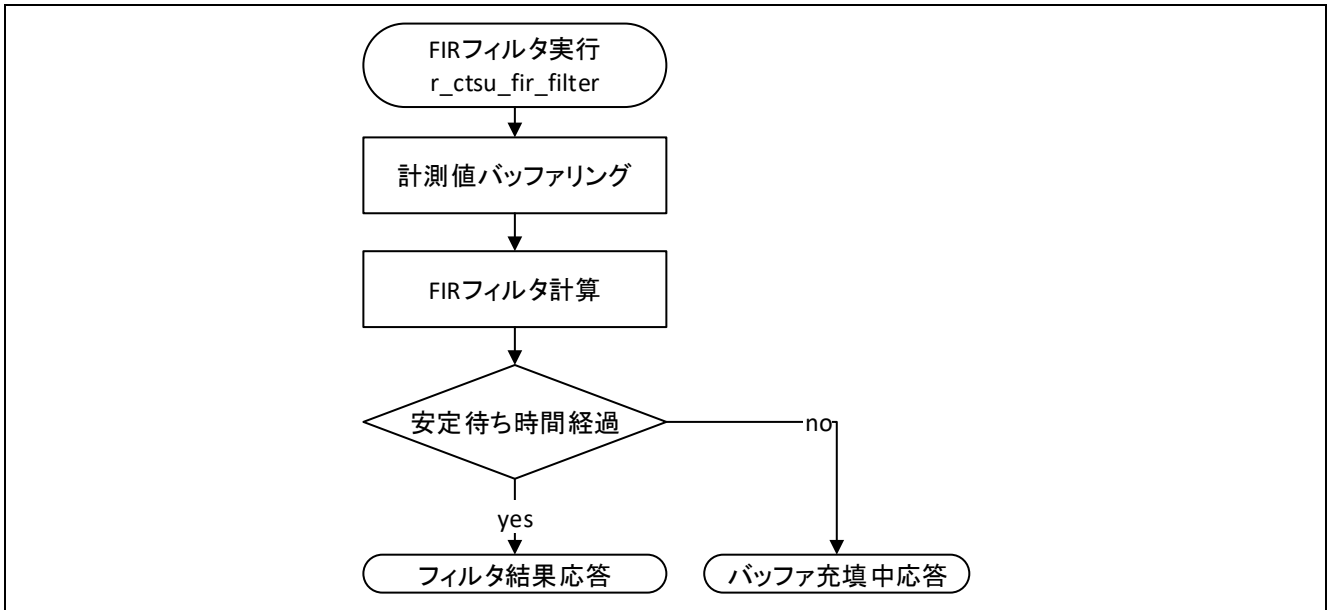 FIRフィルタ実行
r_ctsu_fir_filter
計測値バッファリング
FIRフィルタ計算
安定待ち時間経過
no
yes
フィルタ結果応答
バッファ充填中応答